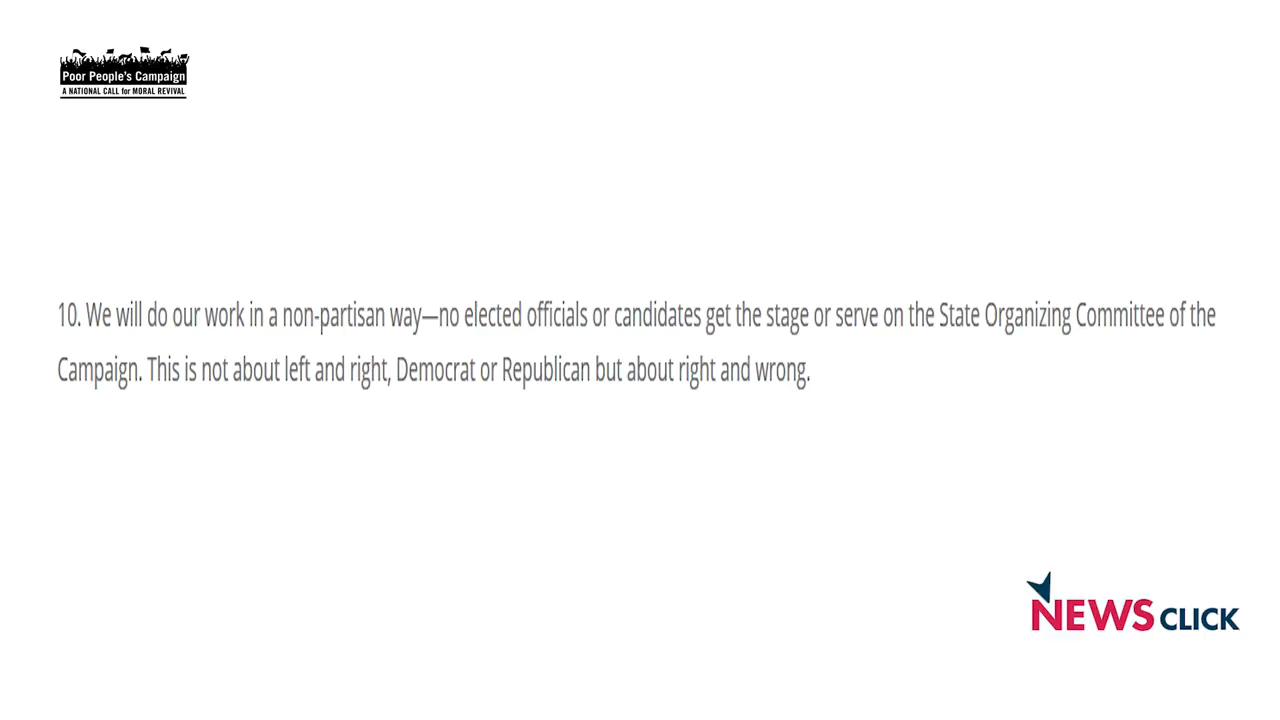 Poor People's Campaign
A NATIONAL CALL for MORAL REVIVAL
10. We will do our work in a non-partisan way—no elected officials or candidates get the stage or serve on the State Organizing Committee of the
Campaign. This is not about left and right, Democrat or Republican but about right and wrong.
NEWSCLICK